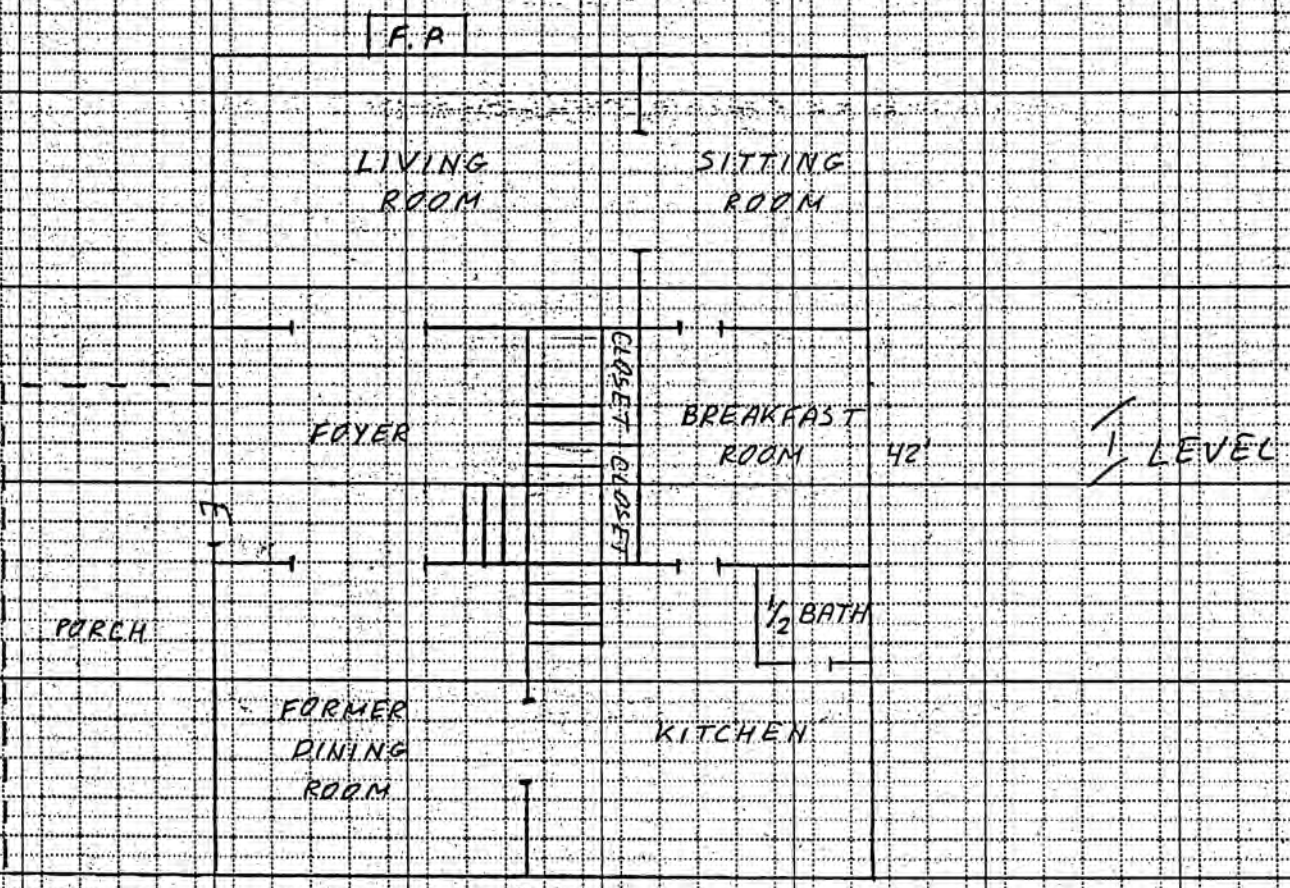 F.P.
LIVING
ROOM
SITTING
ROOM
CLOSET
FOYER
BREAKFAST
ROOM
42'
1 LEVEL
CLOSET
PORCH
1/2 BATH
FORMER
DINING
ROOM
KITCHEN